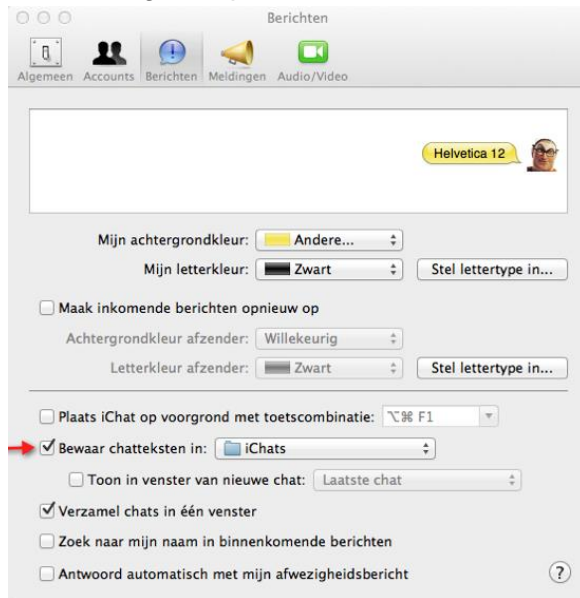 Berichten
Algemeen Accounts Berichten Meldingen Audio/Video
Helvetica 12
Mijn achtergrondkleur: Andere...
Mijn letterkleur: Zwart Stel lettertype in...
Maak inkomende berichten opnieuw op
Achtergrondkleur afzender: Willekeurig
Letterkleur afzender: Zwart Stel lettertype in...
Plaats iChat op voorgrond met toetscombinatie: ⌥⌘ F1
Bewaar chatteksten in: iChats
Toon in venster van nieuwe chat: Laatste chat
Verzamel chats in één venster
Zoek naar mijn naam in binnenkomende berichten
Antwoord automatisch met mijn afwezigheidsbericht ?